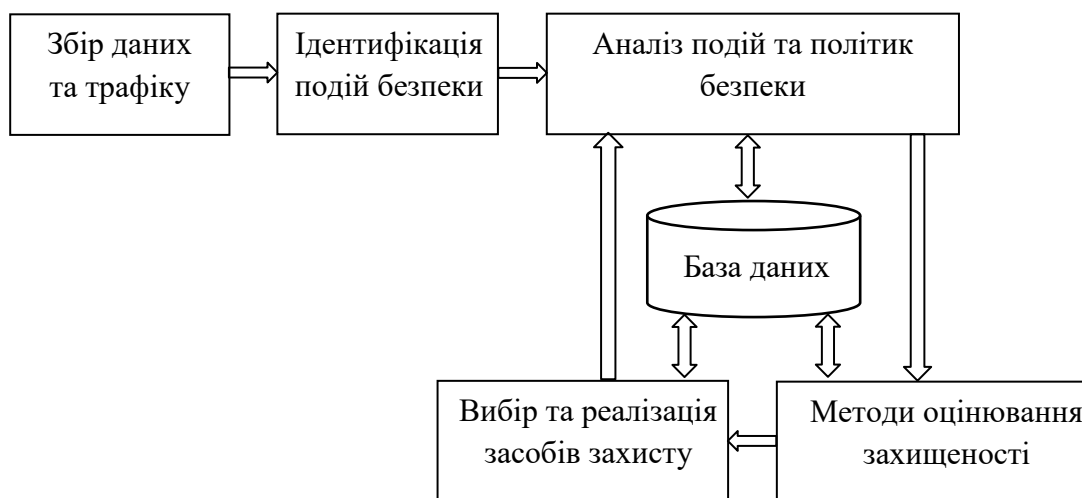 Збір даних
та трафіку
Ідентифікація
подій безпеки
Аналіз подій та політик
безпеки
База даних
Вибір та реалізація
засобів захисту
Методи оцінювання
захищеності